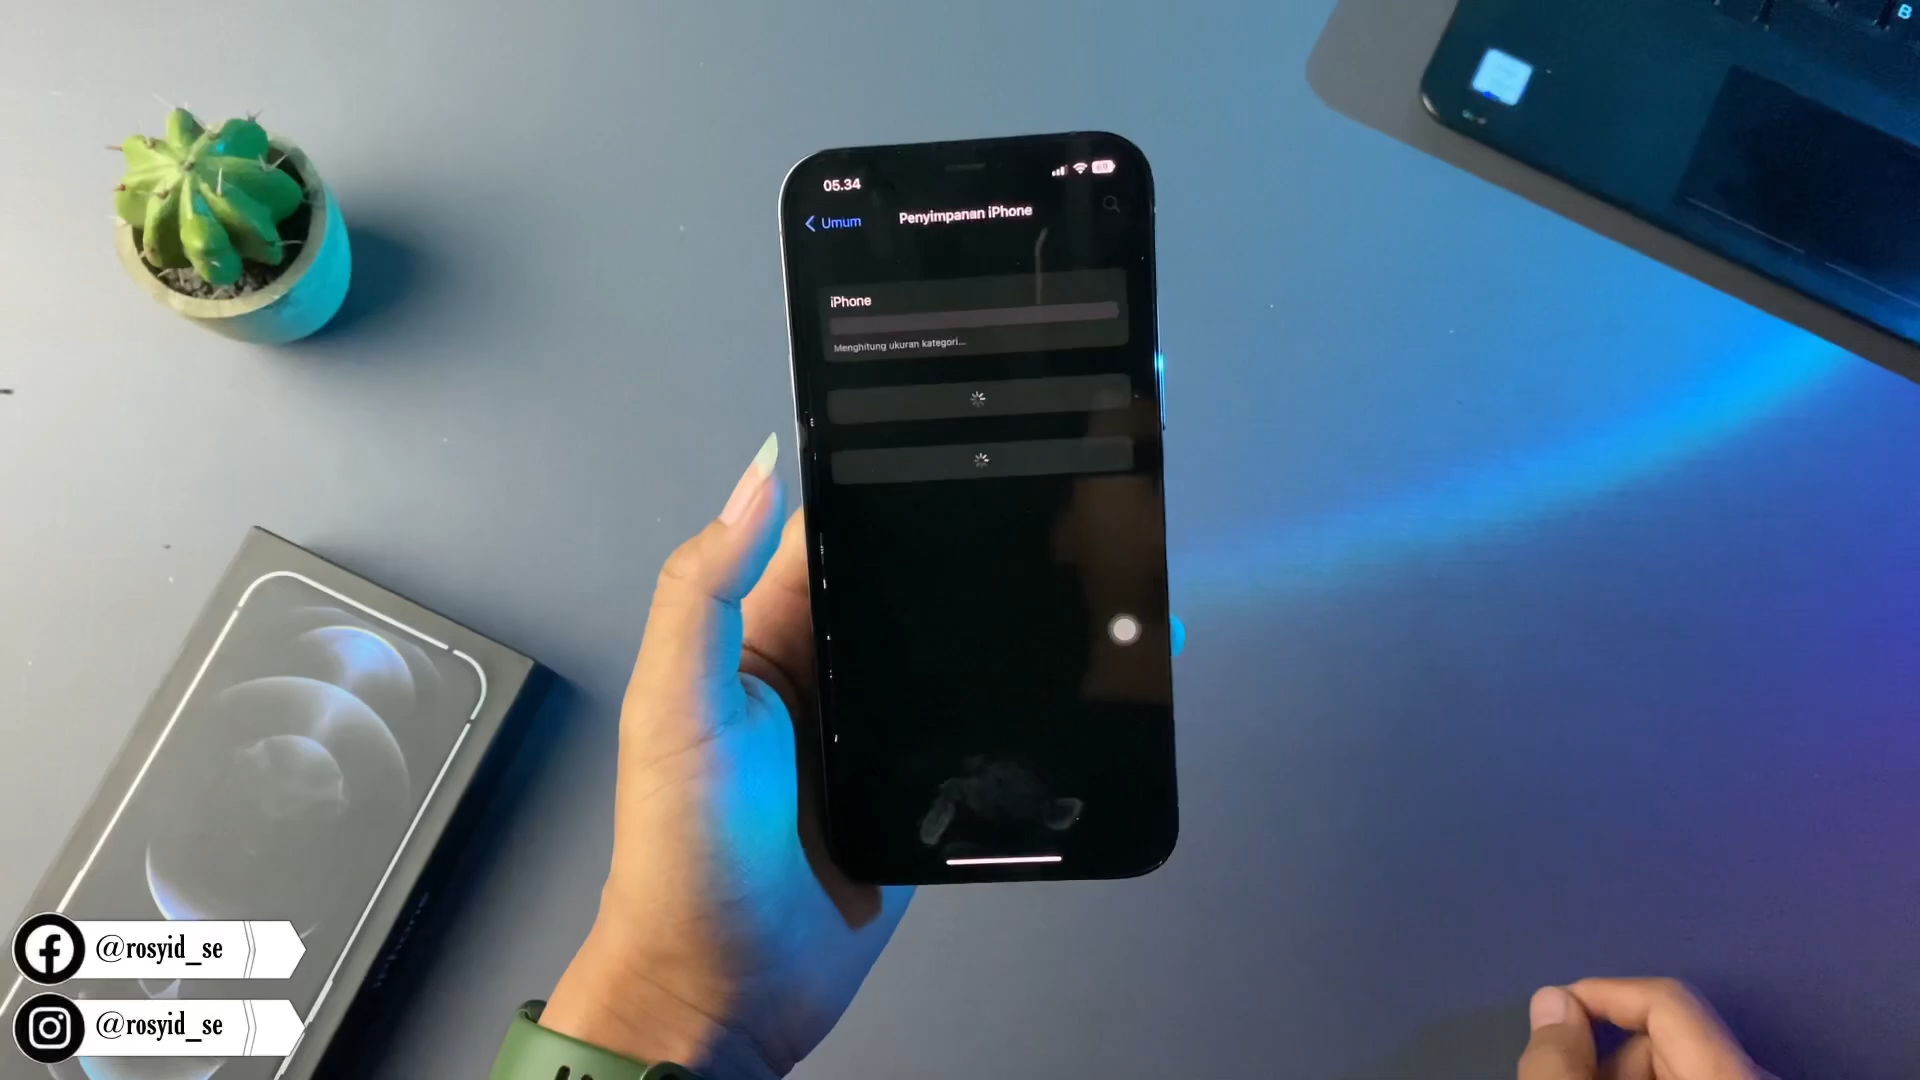 05.34
Umum
Penyimpanan iPhone
iPhone
Menghitung ukuran kategori...
B
@rosyid_se
@rosyid_se